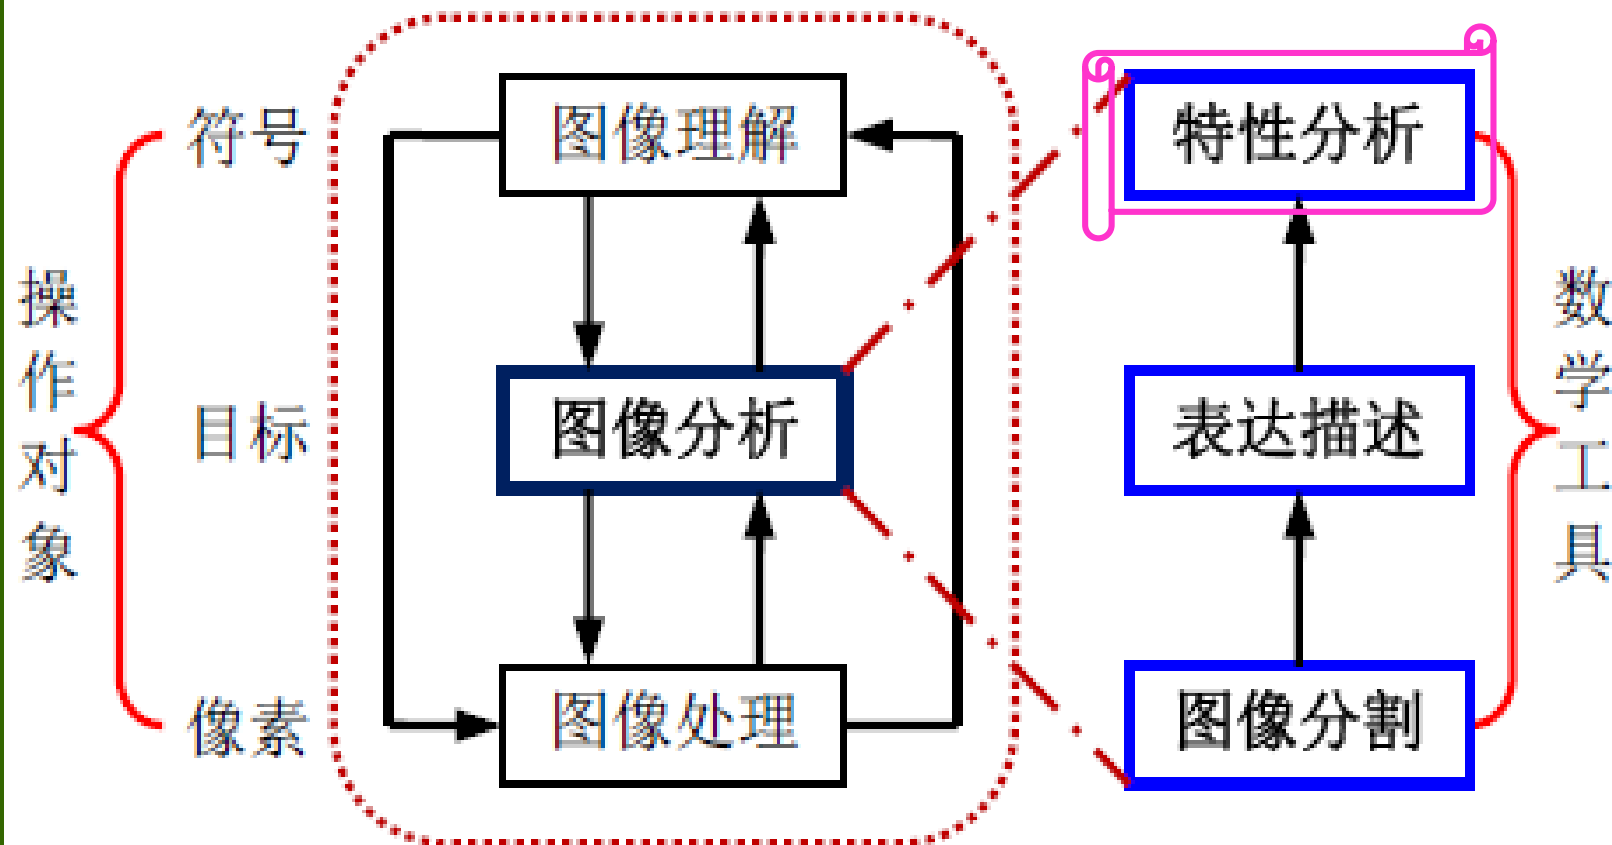 操作对象
符号
目标
像素
图像理解
图像分析
图像处理
特性分析
表达描述
图像分割
数学工具